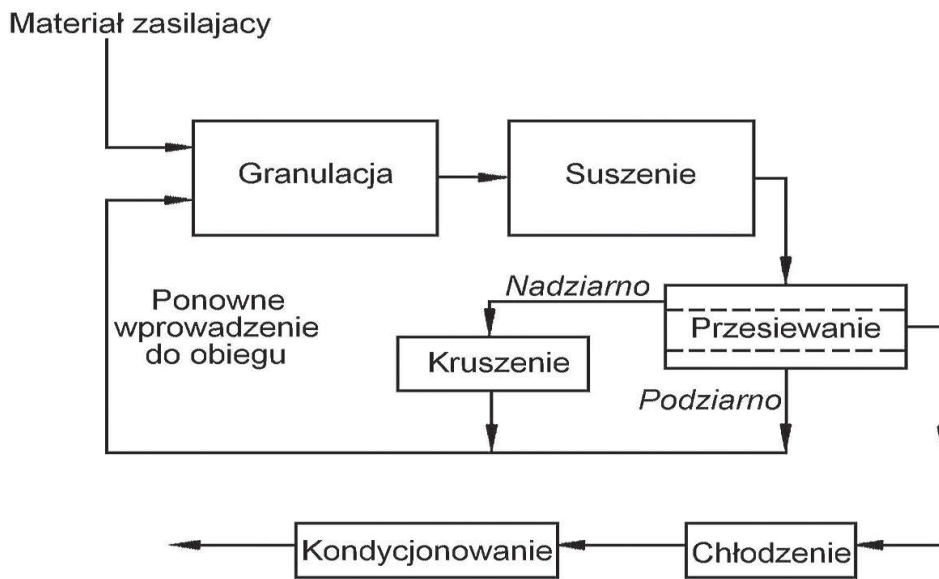 Materiał zasilajacy
Granulacja
Suszenie
Nadziarno
Ponowne
wprowadzenie
do obiegu
Przesiewanie
Kruszenie
Podziarno
Kondycjonowanie
Chłodzenie